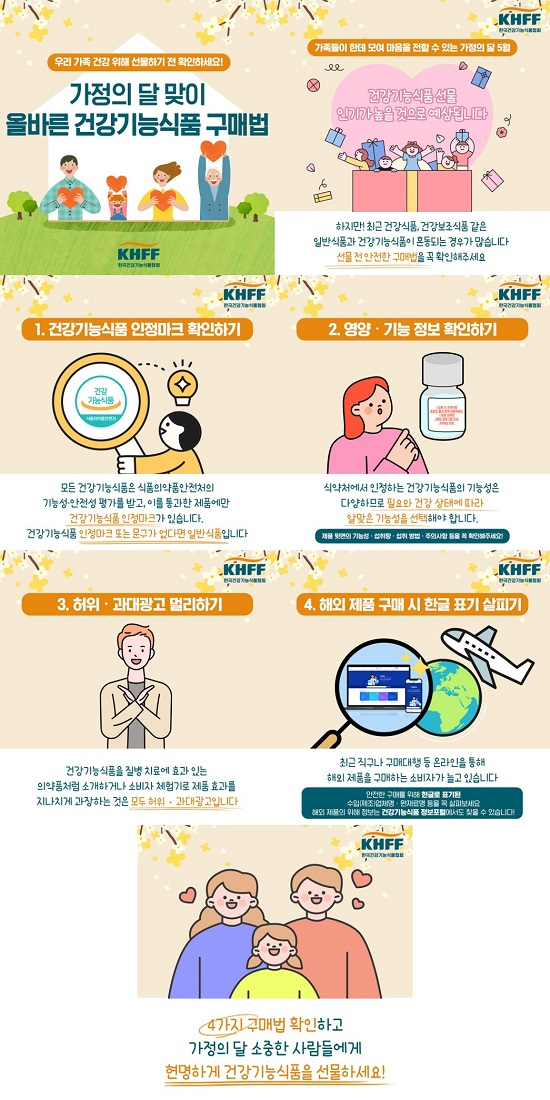 우리 가족 건강 위해 선물하기 전 확인하세요!
가정의 달 맞이
올바른 건강기능식품 구매법
KHFF
한국건강기능식품협회
KHFF
한국건강기능식품협회
가족들이 한데 모여 마음을 전할 수 있는 가정의 달 5월
건강기능식품 선물
인기가 높을 것으로 예상됩니다
하지만! 최근 건강식품, 건강보조식품 같은
일반식품과 건강기능식품이 혼동되는 경우가 많습니다
선물 전 안전한 구매법을 꼭 확인해주세요
KHFF
한국건강기능식품협회
1. 건강기능식품 인정마크 확인하기
건강
기능식품
식품의약품안전처
모든 건강기능식품은 식품의약품안전처의
기능성·안전성 평가를 받고, 이를 통과한 제품에만
건강기능식품 인정마크가 있습니다.
건강기능식품 인정마크 또는 문구가 없다면 일반식품입니다
KHFF
한국건강기능식품협회
2. 영양 · 기능 정보 확인하기
식약처에서 인정하는 건강기능식품의 기능성은
다양하므로 필요와 건강 상태에 따라
알맞은 기능성을 선택해야 합니다.
제품 뒷면의 기능성 · 섭취량 · 섭취 방법 · 주의사항 등을 꼭 확인해주세요!
KHFF
한국건강기능식품협회
3. 허위 · 과대광고 멀리하기
건강기능식품을 질병 치료에 효과 있는
의약품처럼 소개하거나 소비자 체험기로 제품 효과를
지나치게 과장하는 것은 모두 허위 · 과대광고입니다
KHFF
한국건강기능식품협회
4. 해외 제품 구매 시 한글 표기 살피기
최근 직구나 구매대행 등 온라인을 통해
해외 제품을 구매하는 소비자가 늘고 있습니다
안전한 구매를 위해 한글로 표기된
수입(제조)업체명 · 원재료명 등을 꼭 살펴보세요
해외 제품의 위해 정보는 건강기능식품 정보포털에서도 찾을 수 있습니다!
KHFF
한국건강기능식품협회
4가지 구매법 확인하고
가정의 달 소중한 사람들에게
현명하게 건강기능식품을 선물하세요!